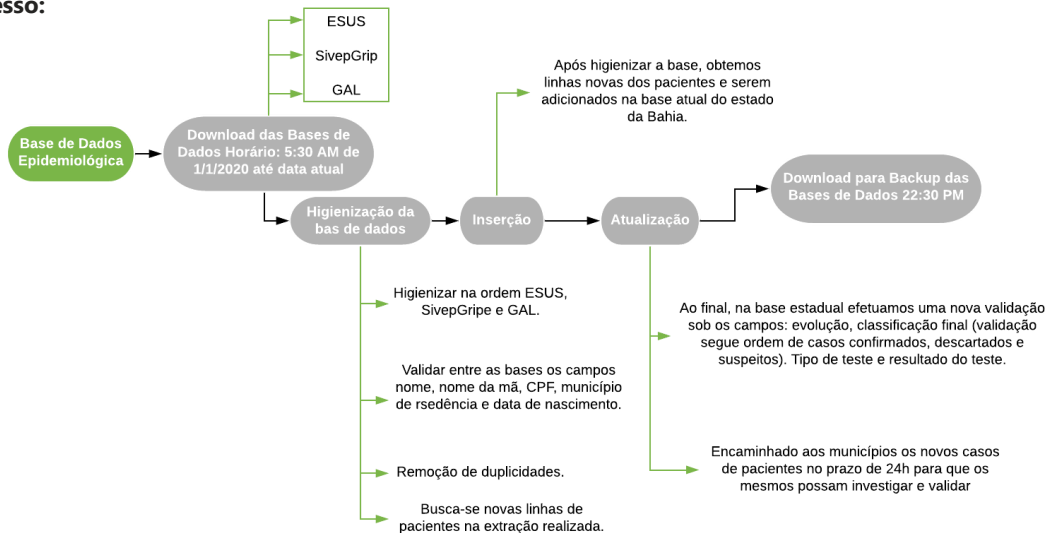 esso:
ESUS
SivepGrip
GAL
Base de Dados
Epidemiológica
Download das Bases de
Dados Horário: 5:30 AM de
1/1/2020 até data atual
Após higienizar a base, obtemos
linhas novas dos pacientes e serem
adicionados na base atual do estado
da Bahia.
Higienização da
bas de dados
Inserção
Atualização
Download para Backup das
Bases de Dados 22:30 PM
Higienizar na ordem ESUS,
SivepGripe e GAL.
Validar entre as bases os campos
nome, nome da mã, CPF, município
de rsedência e data de nascimento.
Remoção de duplicidades.
Busca-se novas linhas de
pacientes na extração realizada.
Ao final, na base estadual efetuamos uma nova validação
sob os campos: evolução, classificação final (validação
segue ordem de casos confirmados, descartados e
suspeitos). Tipo de teste e resultado do teste.
Encaminhado aos municípios os novos casos
de pacientes no prazo de 24h para que os
mesmos possam investigar e validar